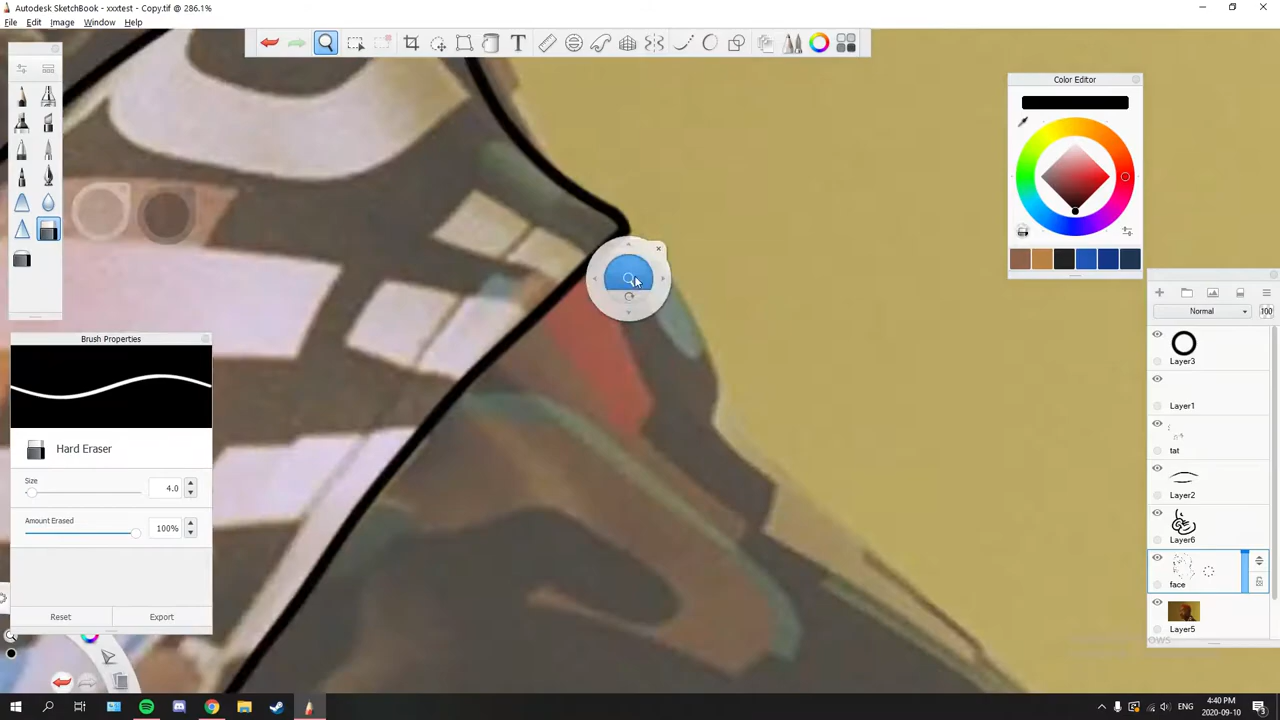 Autodesk SketchBook - xxxtest - Copy.tif @ 286.1%
File Edit Image Window Help
T
Color Editor
Normal
100
Layer3
Layer1
tat
Layer2
Layer6
face
Layer5
Brush Properties
Hard Eraser
Size
4.0
Amount Erased
100%
Reset
Export
ENG
4:40 PM
2020-09-10
3